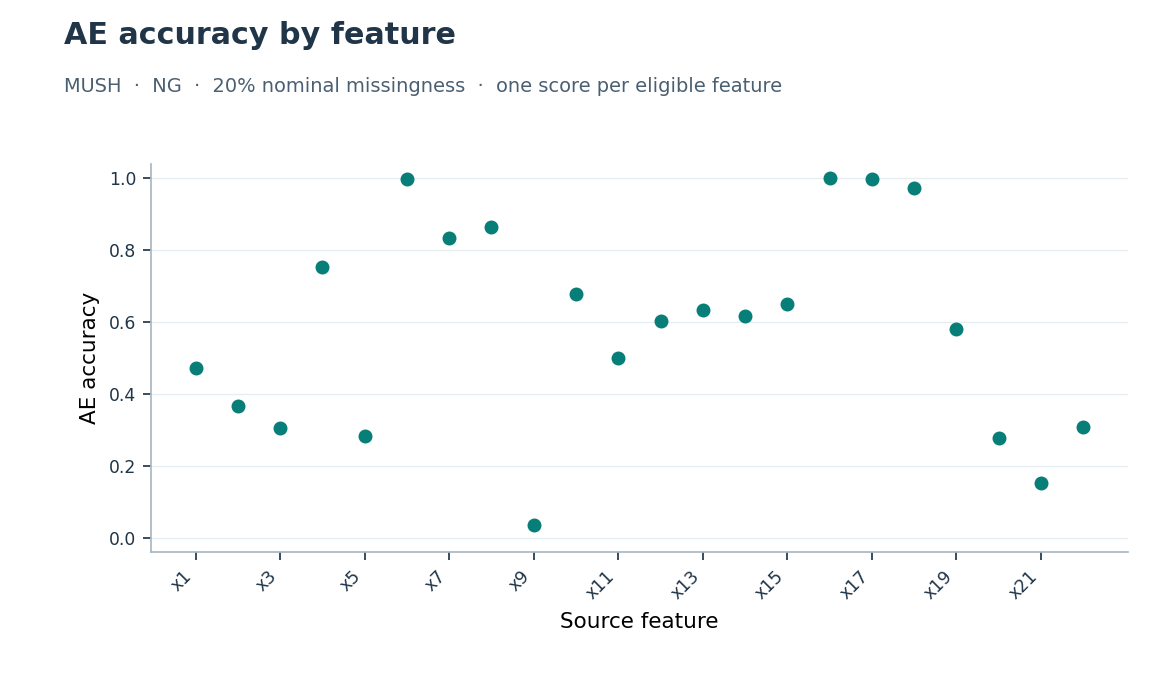 AE accuracy by feature
MUSH · NG · 20% nominal missingness · one score per eligible feature
AE accuracy
1.0
0.8
0.6
0.4
0.2
0.0
x1 x3 x5 x7 x9 x11 x13 x15 x17 x19 x21
Source feature